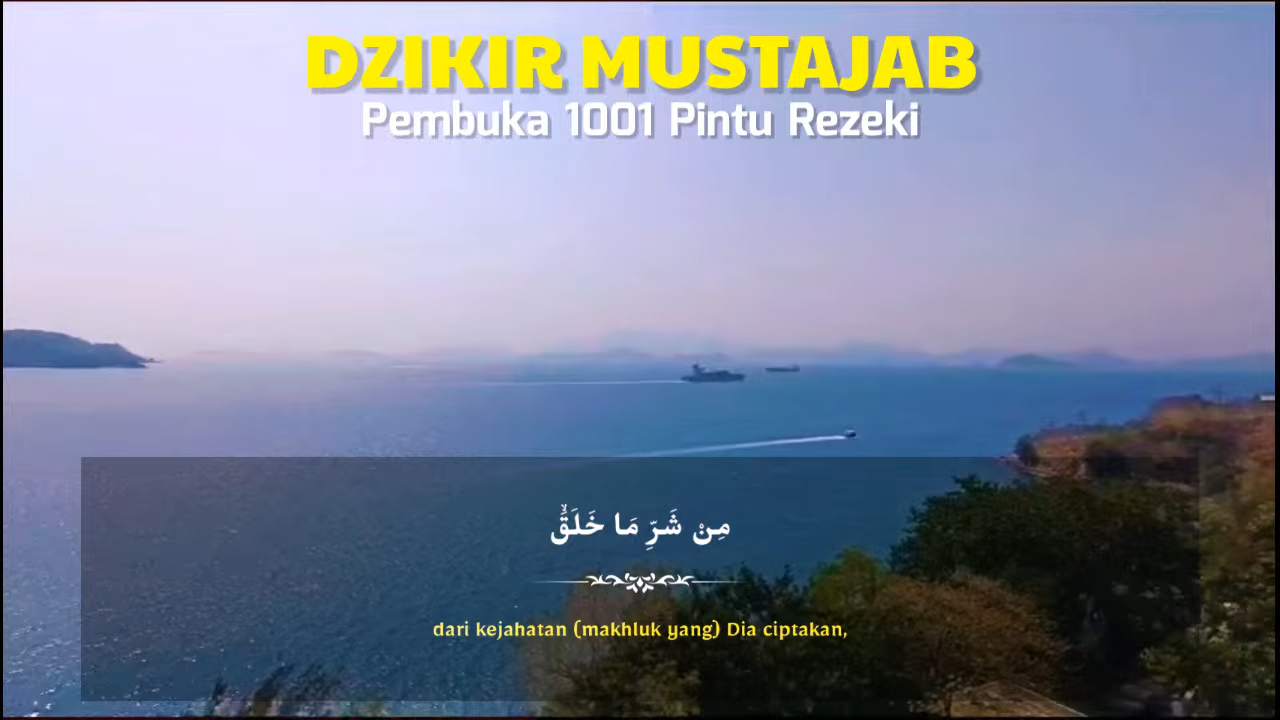 DZIKIR MUSTAJAB
Pembuka 1001 Pintu Rezeki
مِنْ شَرِّ مَا خَلَقَۙ
dari kejahatan (makhluk yang) Dia ciptakan,